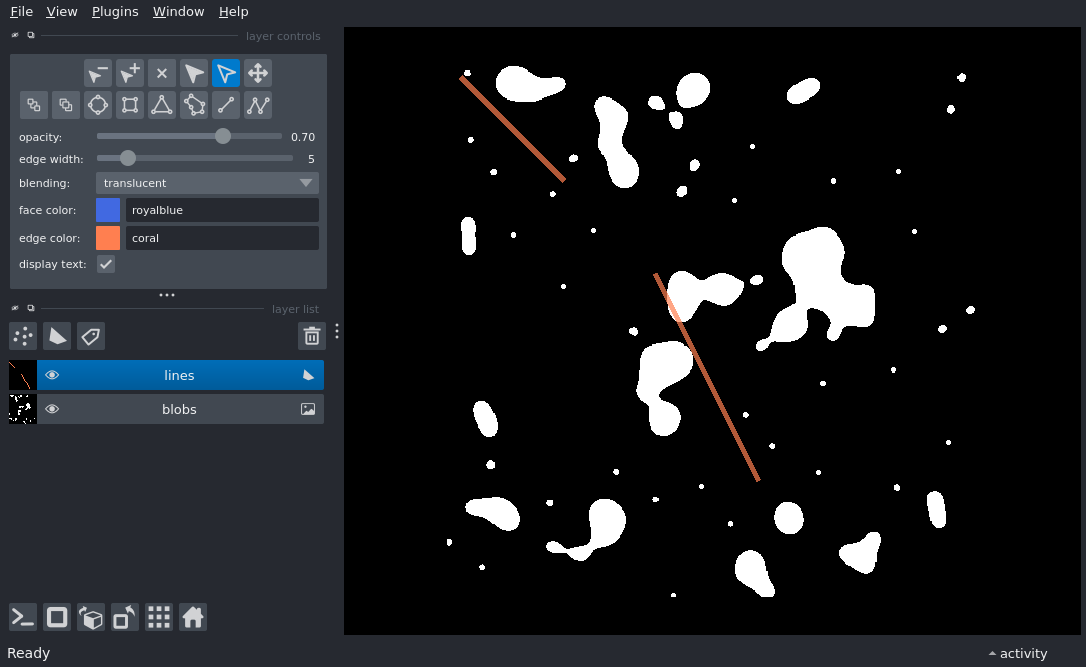 File View Plugins Window Help
layer controls
opacity: 0.70
edge width: 5
blending: translucent
face color: royalblue
edge color: coral
display text:
layer list
lines
blobs
Ready
activity